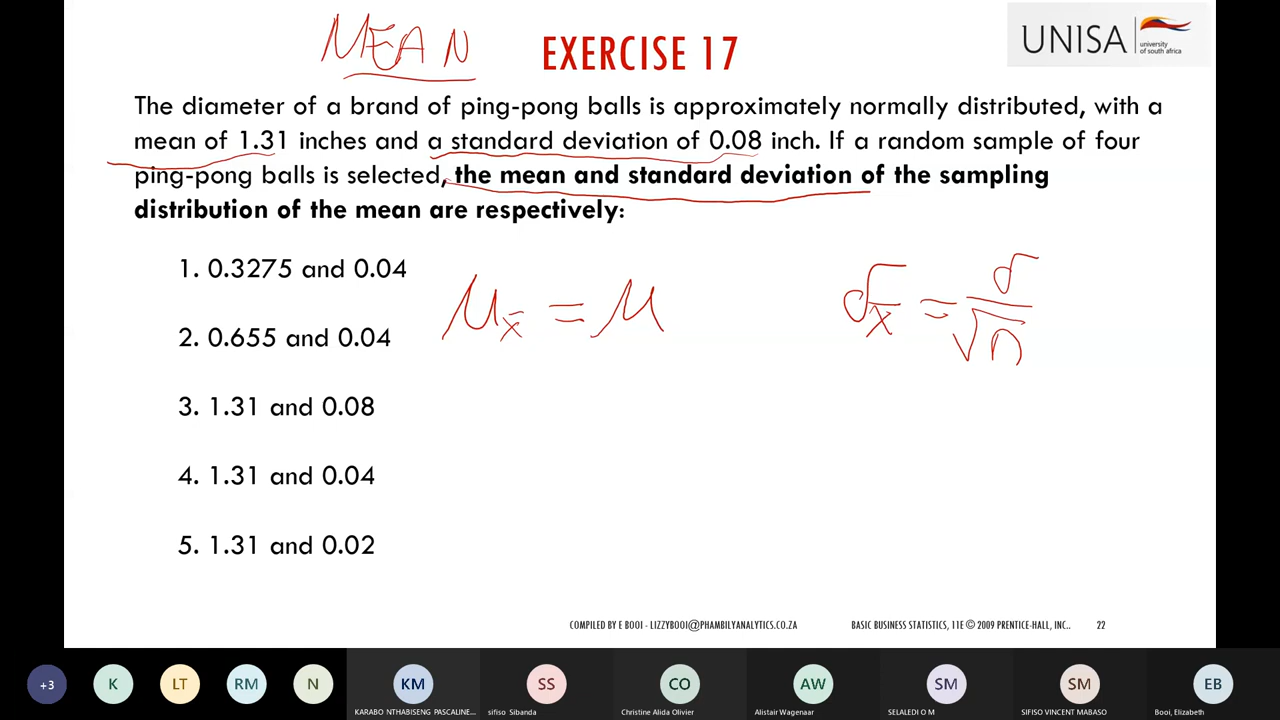 MEAN
EXERCISE 17
UNISA
university
of south africa
The diameter of a brand of ping-pong balls is approximately normally distributed, with a
mean of 1.31 inches and a standard deviation of 0.08 inch. If a random sample of four
ping-pong balls is selected, the mean and standard deviation of the sampling
distribution of the mean are respectively:
1. 0.3275 and 0.04
2. 0.655 and 0.04
3. 1.31 and 0.08
4. 1.31 and 0.04
5. 1.31 and 0.02
μx̄ = μ
σx̄ = σ/√n
COMPILED BY E BOOI - LIZZYBOOI@PHAMBILYANALYTICS.CO.ZA
BASIC BUSINESS STATISTICS, 11E © 2009 PRENTICE-HALL, INC..
22
+3
K
LT
RM
N
KM
SS
CO
AW
SM
SM
EB
KARABO NTHABISENG PASCALINE...
sifiso Sibanda
Christine Alida Olivier
Alistair Wagenaar
SELALEDI O M
SIFISO VINCENT MABASO
Booi, Elizabeth